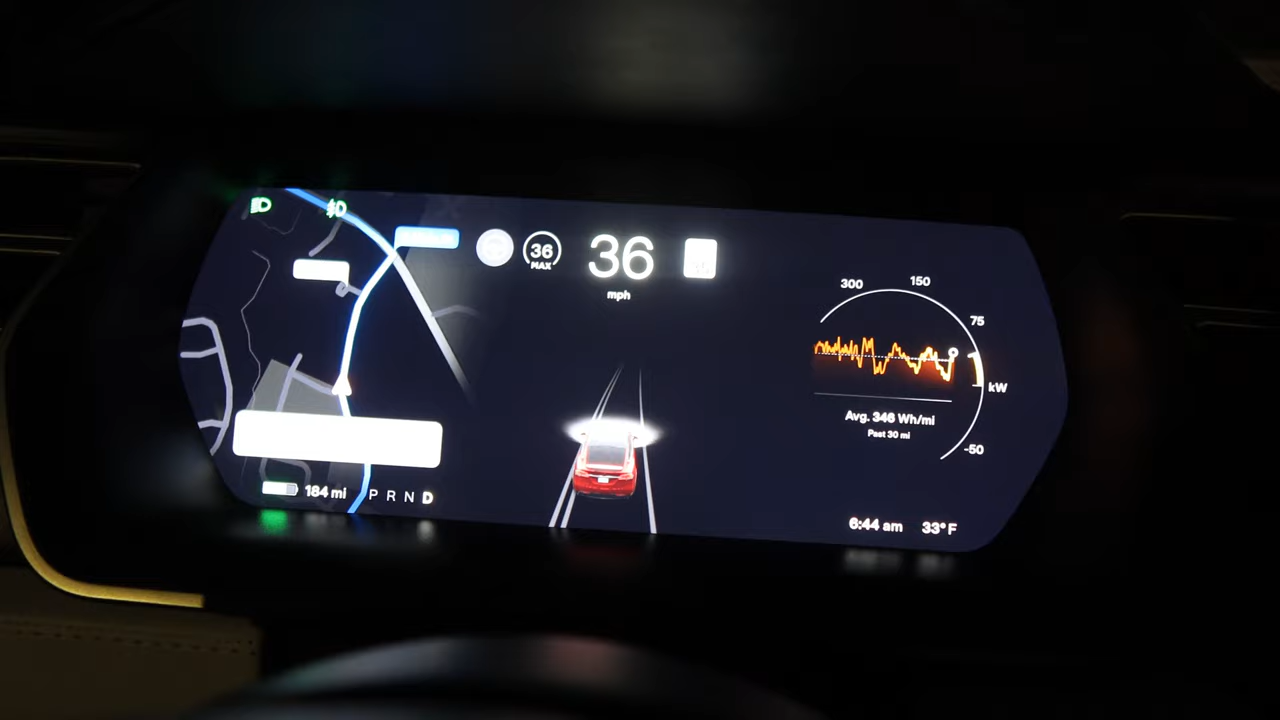 36
MAX
36
mph
300
150
75
kW
-50
Avg. 346 Wh/mi
Past 30 mi
184 mi
P R N D
6:44 am
33° F